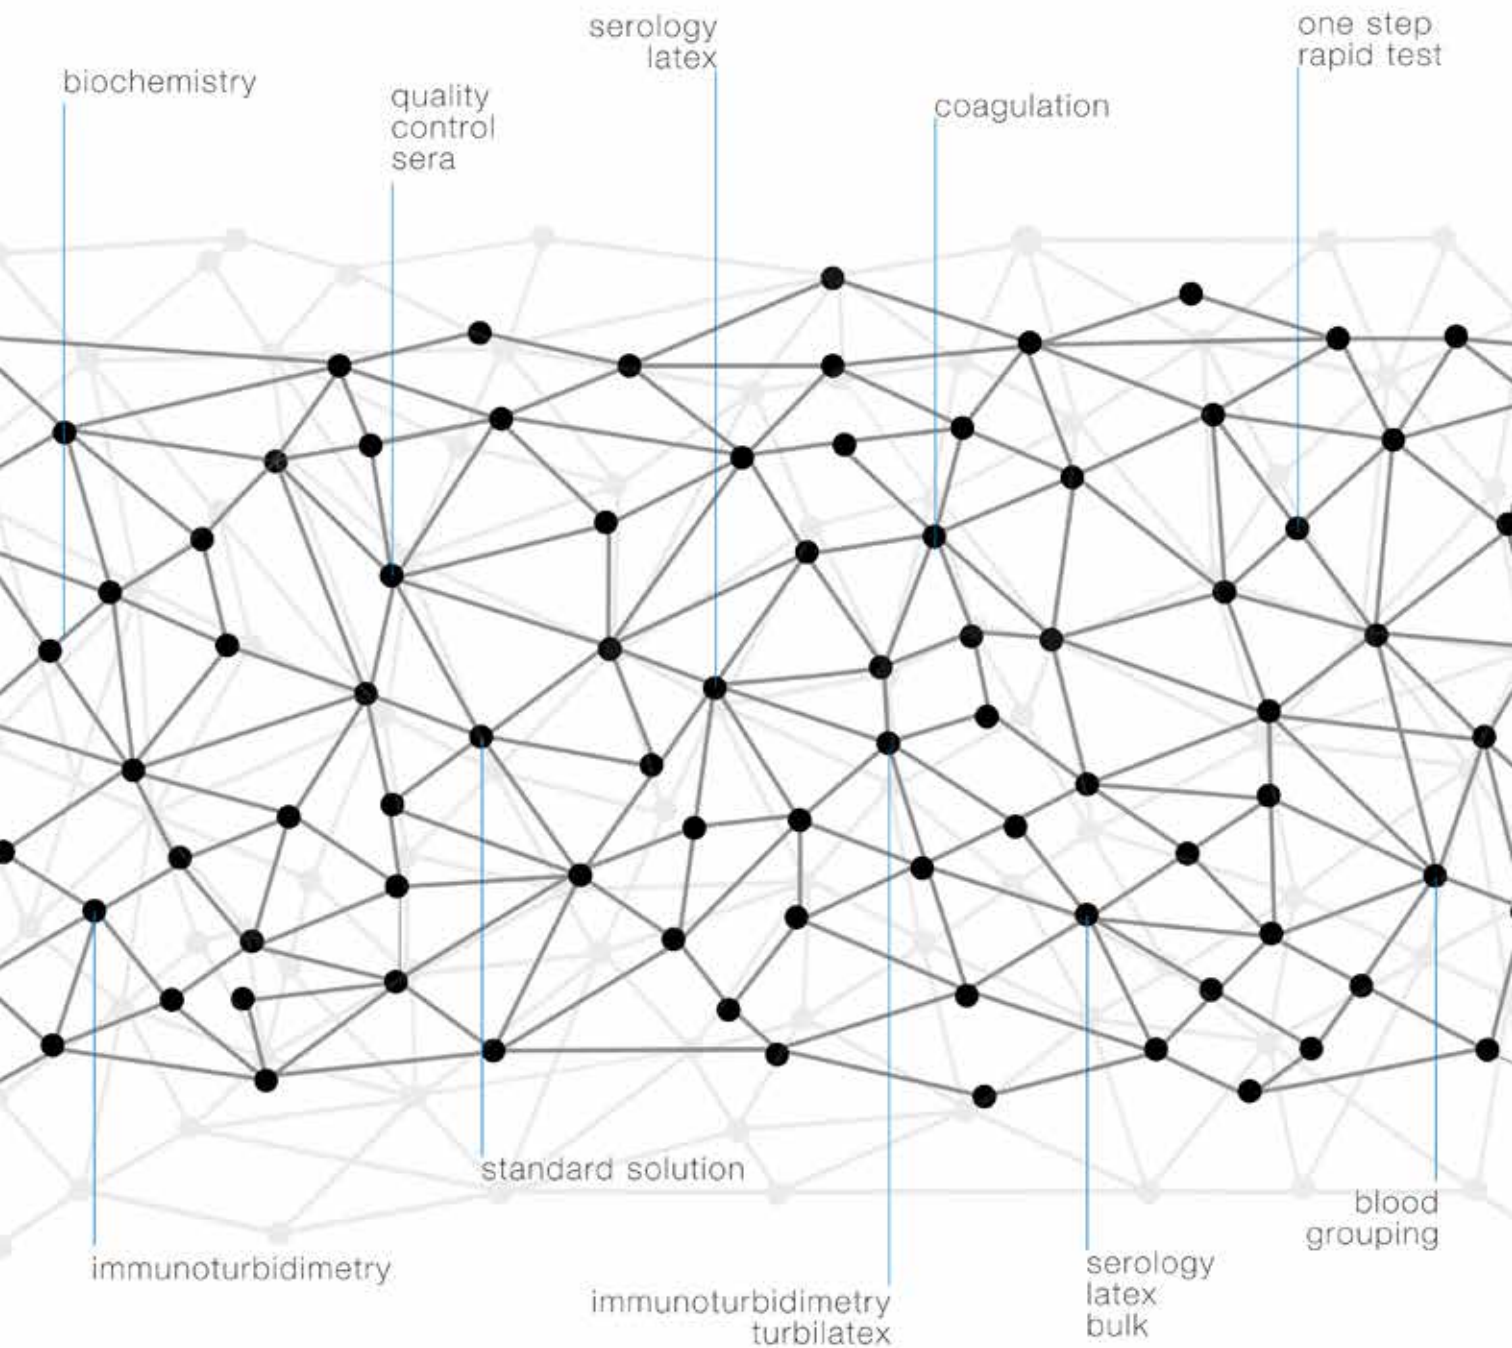 serology
latex
one step
rapid test
biochemistry
quality
control
sera
coagulation
standard solution
blood
grouping
immunoturbidimetry
serology
latex
bulk
immunoturbidimetry
turbilatex